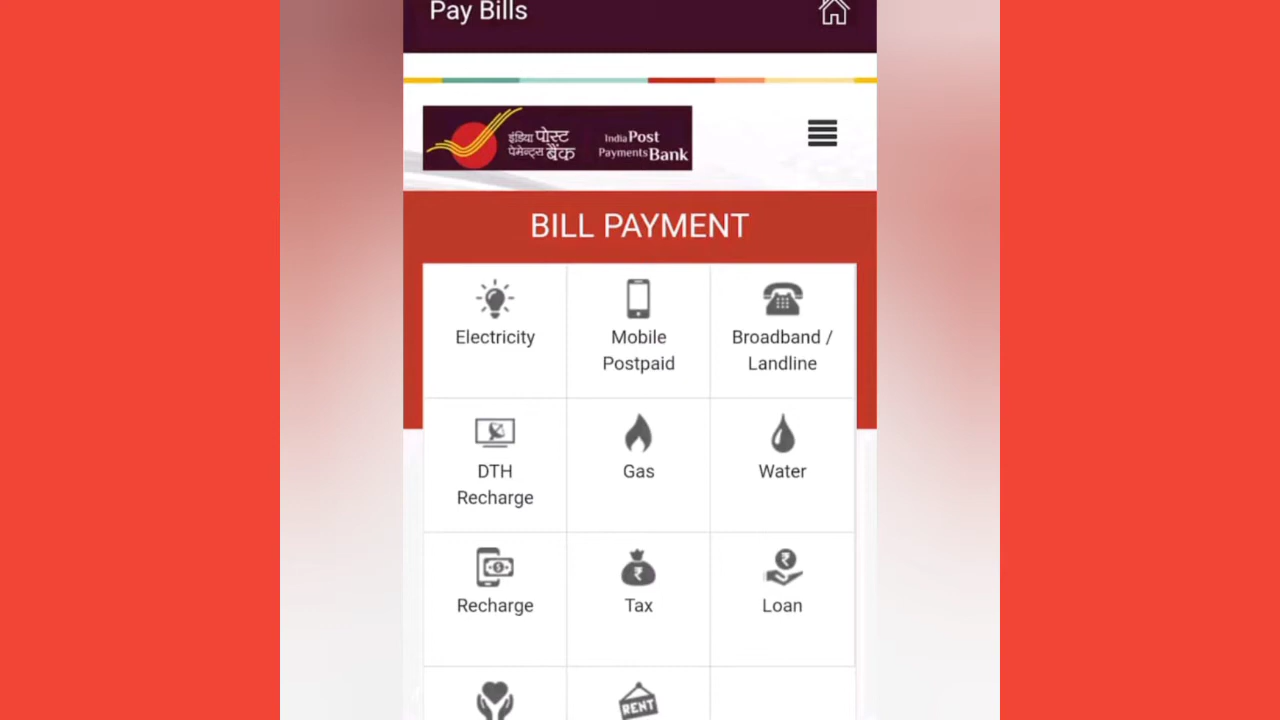 Pay Bills
इंडिया पोस्ट
पेमेन्ट्स बैंक
India Post
Payments Bank
BILL PAYMENT
Electricity
Mobile
Postpaid
Broadband /
Landline
DTH
Recharge
Gas
Water
Recharge
Tax
Loan
RENT